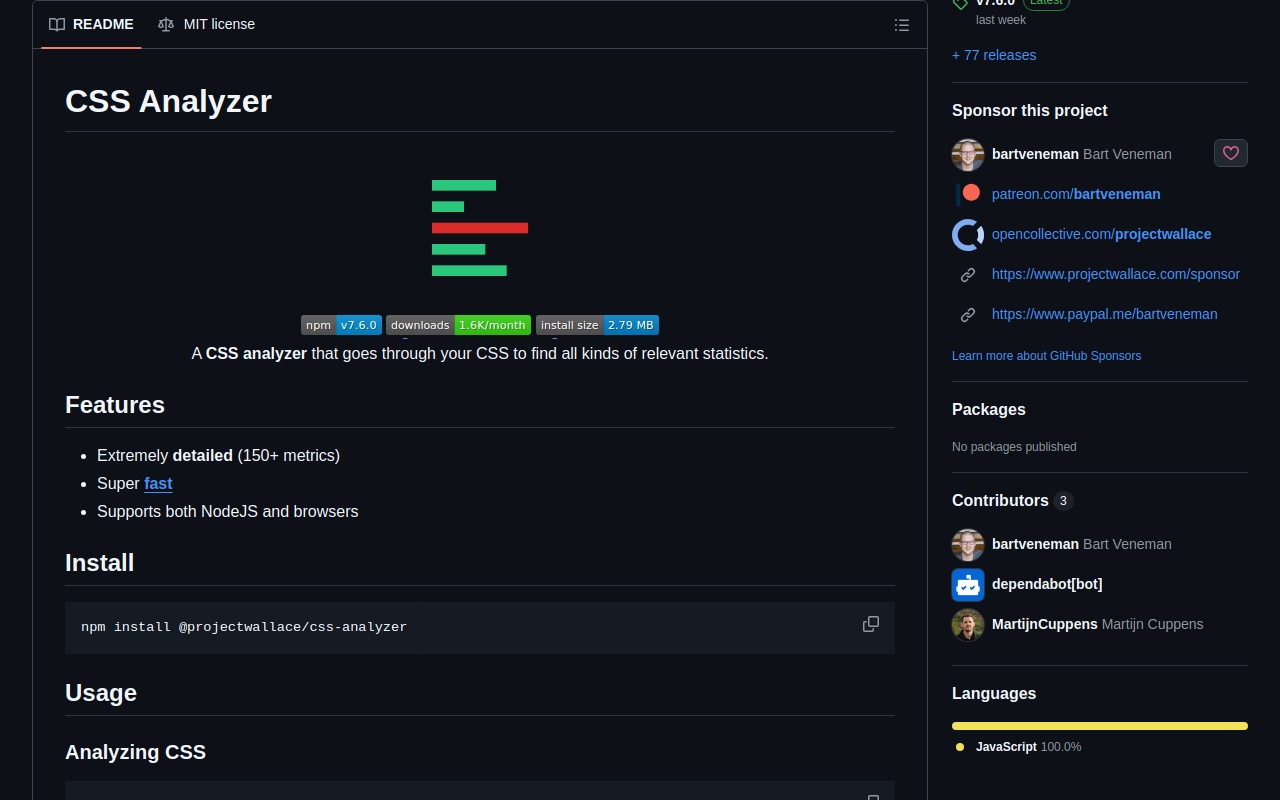 README
MIT license
CSS Analyzer
npm v7.6.0 downloads 1.6K/month install size 2.79 MB
A CSS analyzer that goes through your CSS to find all kinds of relevant statistics.
Features
Extremely detailed (150+ metrics)
Super fast
Supports both NodeJS and browsers
Install
npm install @projectwallace/css-analyzer
Usage
Analyzing CSS
v7.6.0 Latest
last week
+ 77 releases
Sponsor this project
bartveneman Bart Veneman
patreon.com/bartveneman
opencollective.com/projectwallace
https://www.projectwallace.com/sponsor
https://www.paypal.me/bartveneman
Learn more about GitHub Sponsors
Packages
No packages published
Contributors 3
bartveneman Bart Veneman
dependabot[bot]
MartijnCuppens Martijn Cuppens
Languages
JavaScript 100.0%